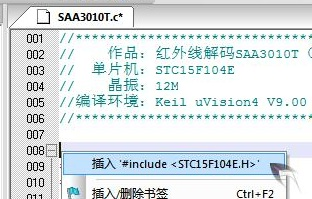 SAA3010T.c*
001 //*************************
002 // 作品：红外线解码SAA3010T（
003 // 单片机：STC15F104E
004 // 晶振：12M
005 //编译环境：Keil uVision4 V9.00
006 //*************************
007
008
009
插入 '#include <STC15F104E.H>'
010
011
插入/删除书签 Ctrl+F2